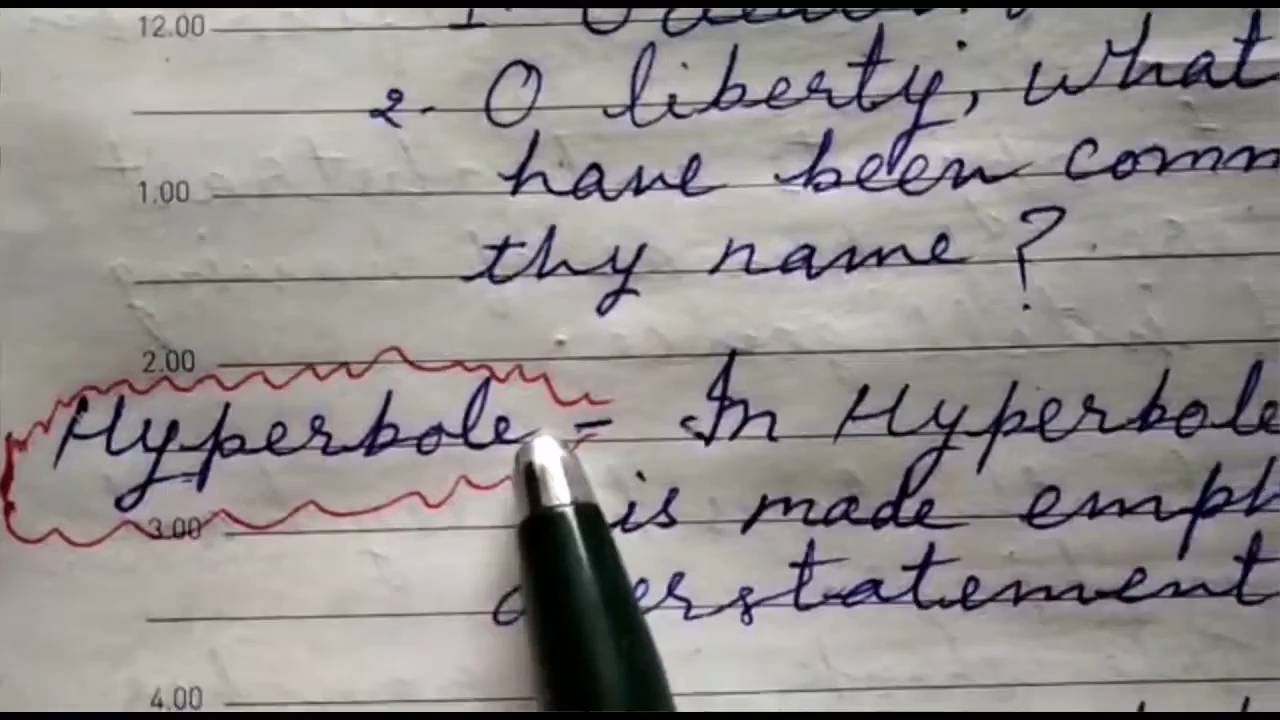 12.00
2. O liberty, what
1.00 have been comm
thy name ?
2.00
Hyperbole = In Hyperbole
is made emph
3.00
overstatement
4.00